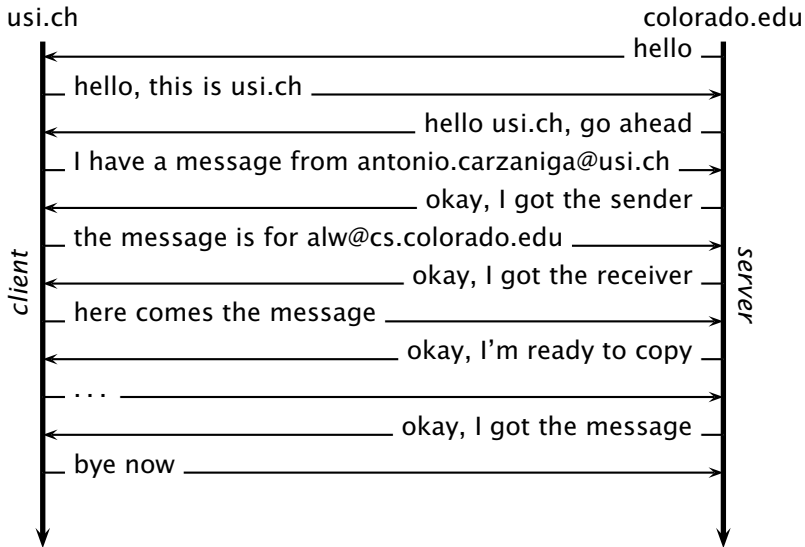 usi.ch colorado.edu
hello
hello, this is usi.ch
hello usi.ch, go ahead
I have a message from antonio.carzaniga@usi.ch
okay, I got the sender
the message is for alw@cs.colorado.edu
okay, I got the receiver
client
server
here comes the message
okay, I’m ready to copy
. . .
okay, I got the message
bye now